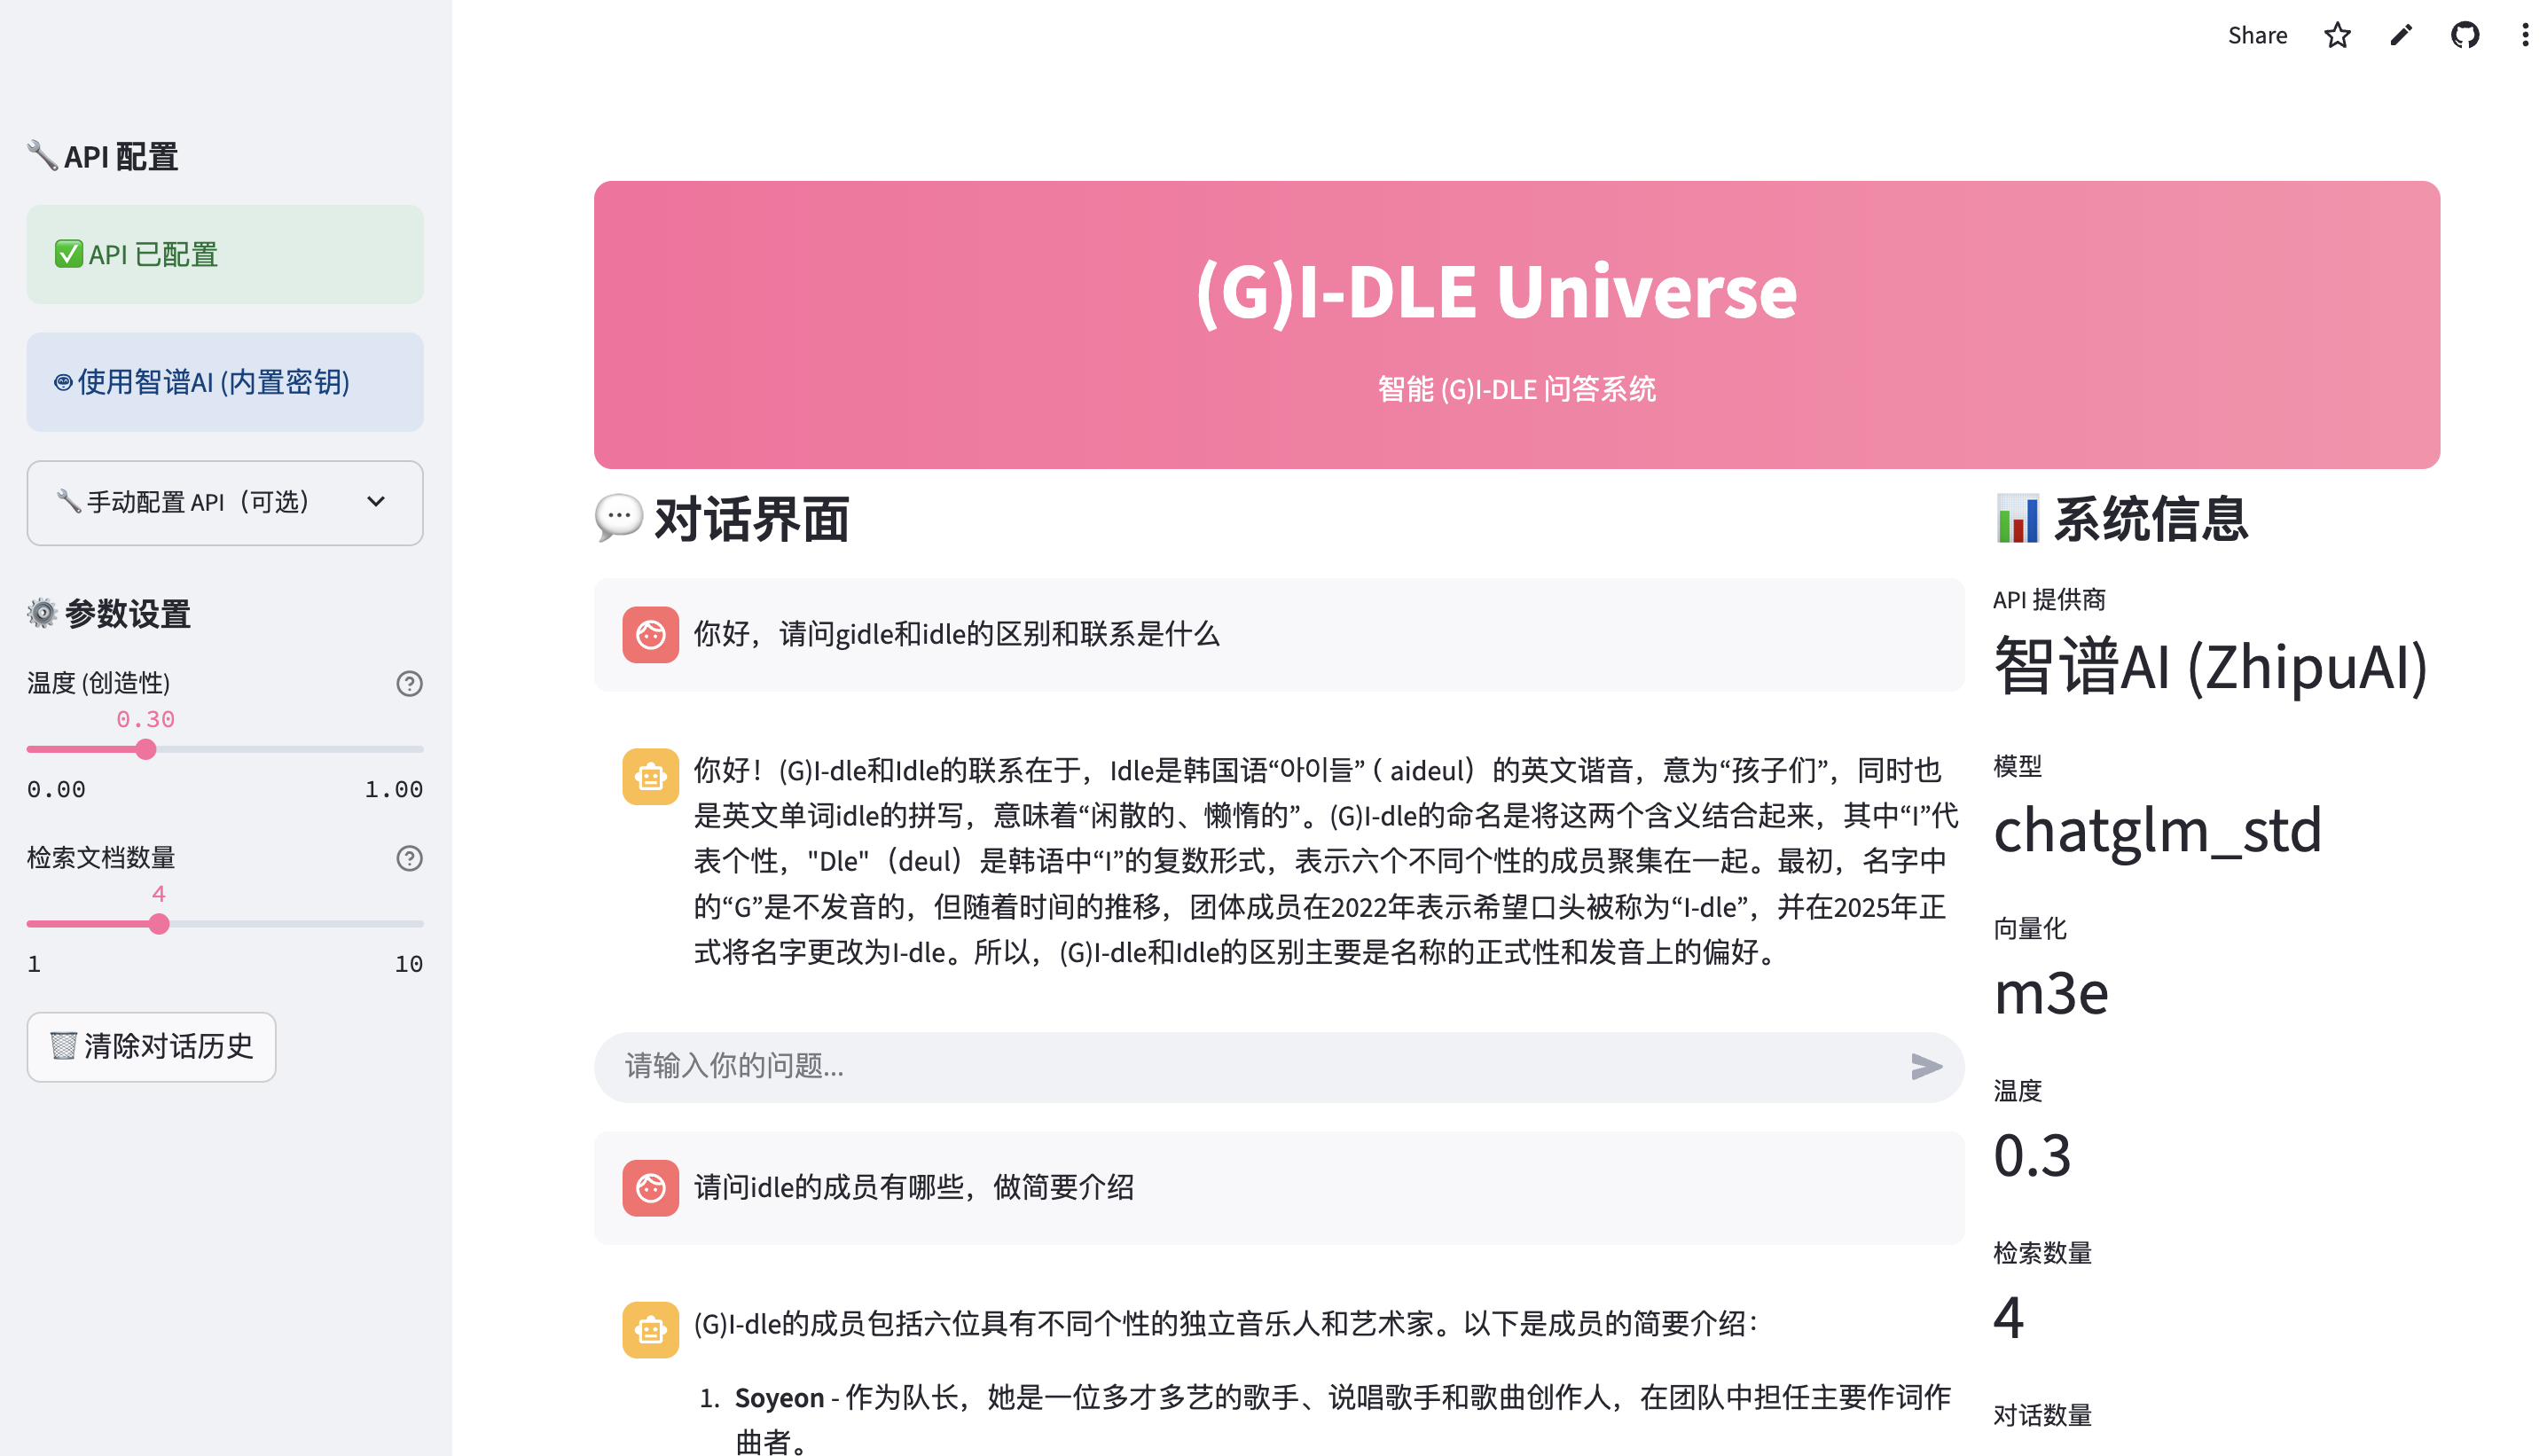 Share
🔧 API 配置
✅ API 已配置
使用智谱AI (内置密钥)
🔧 手动配置 API（可选）
⚙️ 参数设置
温度 (创造性)
0.30
0.00 1.00
检索文档数量
4
1 10
🗑️ 清除对话历史
(G)I-DLE Universe
智能 (G)I-DLE 问答系统
💬 对话界面
你好，请问gidle和idle的区别和联系是什么
你好！(G)I-dle和Idle的联系在于，Idle是韩国语“아이들”（ aideul）的英文谐音，意为“孩子们”，同时也
是英文单词idle的拼写，意味着“闲散的、懒惰的”。(G)I-dle的命名是将这两个含义结合起来，其中“I”代
表个性，"Dle"（deul）是韩语中“I”的复数形式，表示六个不同个性的成员聚集在一起。最初，名字中
的“G”是不发音的，但随着时间的推移，团体成员在2022年表示希望口头被称为“I-dle”，并在2025年正
式将名字更改为I-dle。所以，(G)I-dle和Idle的区别主要是名称的正式性和发音上的偏好。
请输入你的问题...
请问idle的成员有哪些，做简要介绍
(G)I-dle的成员包括六位具有不同个性的独立音乐人和艺术家。以下是成员的简要介绍：
1. Soyeon - 作为队长，她是一位多才多艺的歌手、说唱歌手和歌曲创作人，在团队中担任主要作词作
曲者。
📊 系统信息
API 提供商
智谱AI (ZhipuAI)
模型
chatglm_std
向量化
m3e
温度
0.3
检索数量
4
对话数量